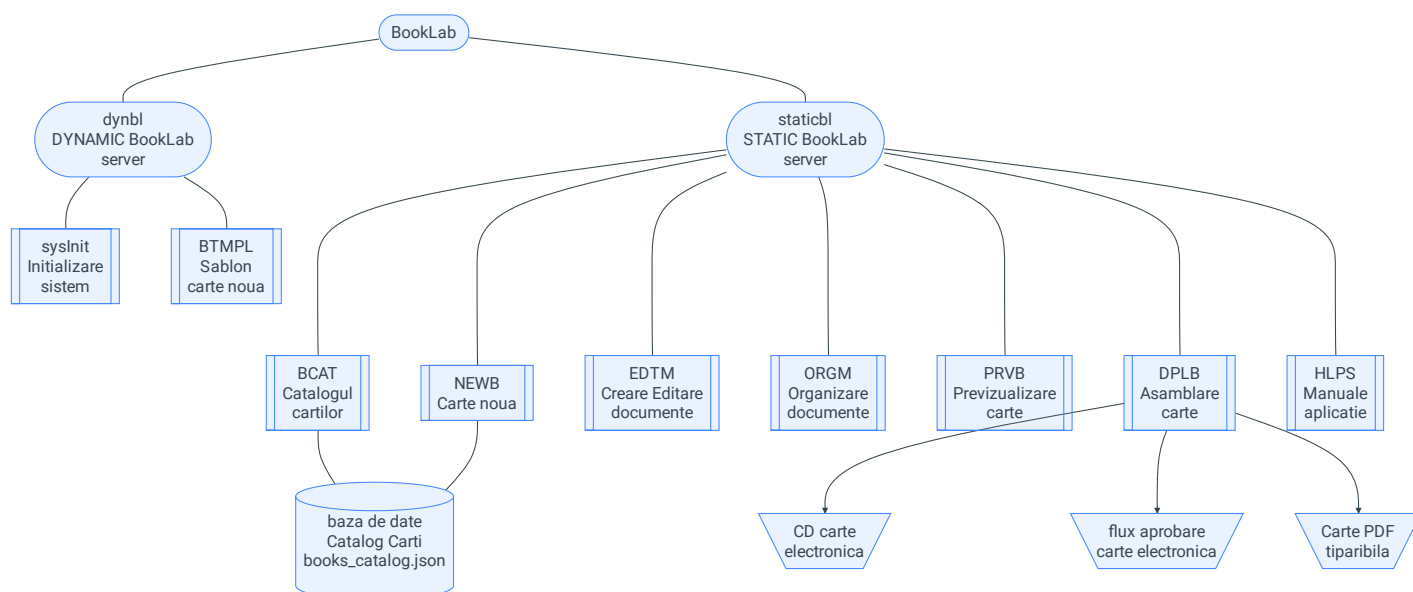 BookLab
dynbl
DYNAMIC BookLab
server
staticbl
STATIC BookLab
server
sysInit
Initializare
sistem
BTMPL
Sablon
carte noua
BCAT
Catalogul
cartilor
NEWB
Carte noua
EDTM
Creare Editare
documente
ORGM
Organizare
documente
PRVB
Previzualizare
carte
DPLB
Asamblare
carte
HLPS
Manuale
aplicatie
baza de date
Catalog Carti
books_catalog.json
CD carte
electronica
flux aprobare
carte electronica
Carte PDF
tiparibila